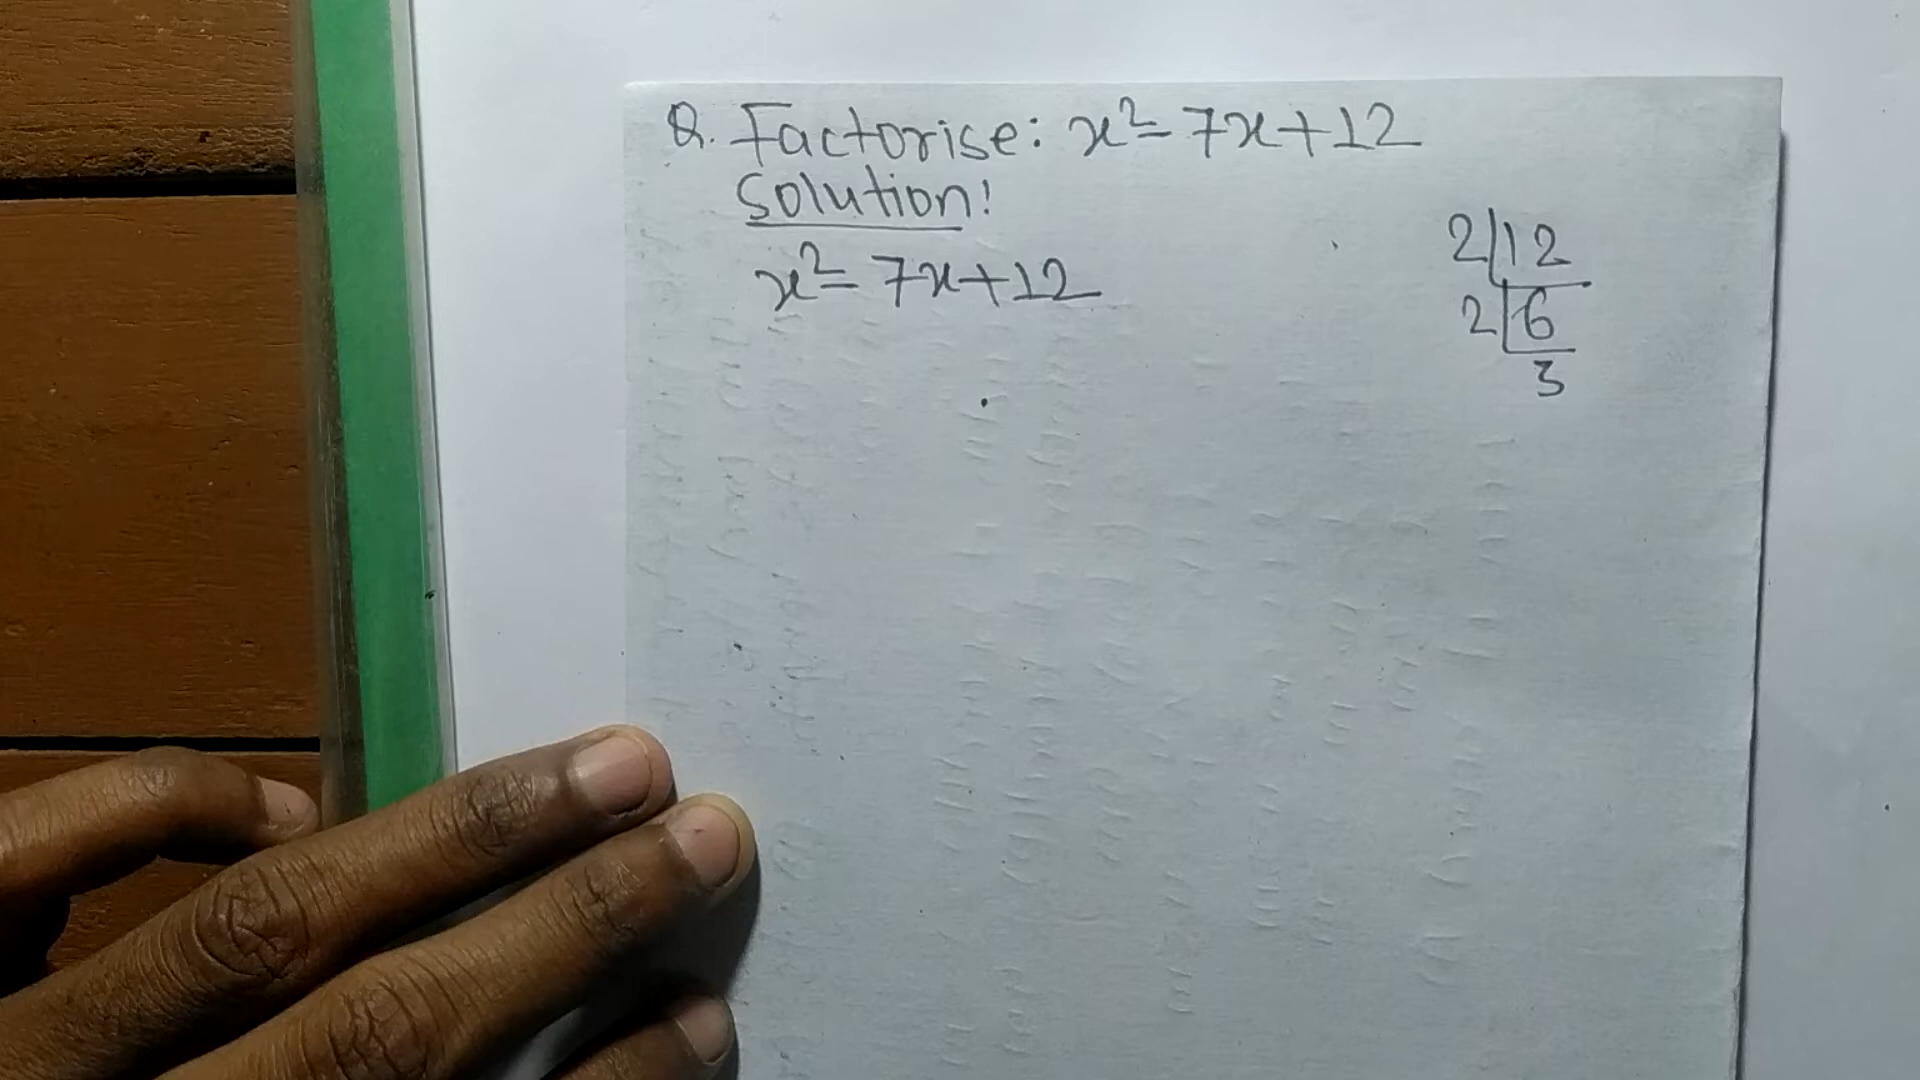 Q. Factorise: x² - 7x + 12
Solution:
x² - 7x + 12
2|12
2|6
3